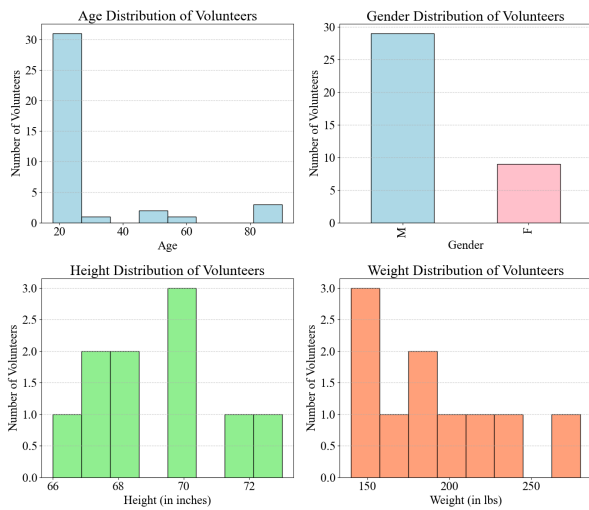 Age Distribution of Volunteers
Number of Volunteers
30
25
20
15
10
5
0
20 40 60 80
Age
Gender Distribution of Volunteers
Number of Volunteers
30
25
20
15
10
5
0
M F
Gender
Height Distribution of Volunteers
Number of Volunteers
3.0
2.5
2.0
1.5
1.0
0.5
0.0
66 68 70 72
Height (in inches)
Weight Distribution of Volunteers
Number of Volunteers
3.0
2.5
2.0
1.5
1.0
0.5
0.0
150 200 250
Weight (in lbs)